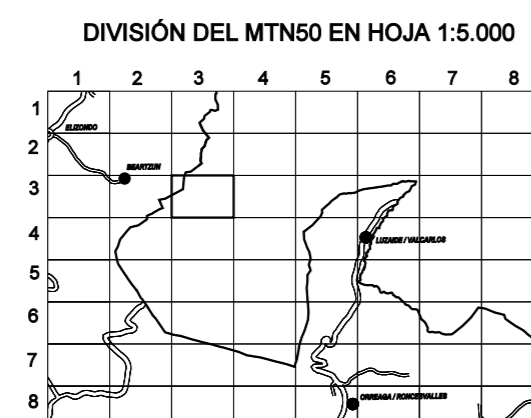 DIVISIÓN DEL MTN50 EN HOJA 1:5.000
1 2 3 4 5 6 7 8
1
ELIZONDO
2
BEARTZUN
3
4
LUZAIDE / VALCARLOS
5
6
7
8
ORREAGA / RONCESVALLES